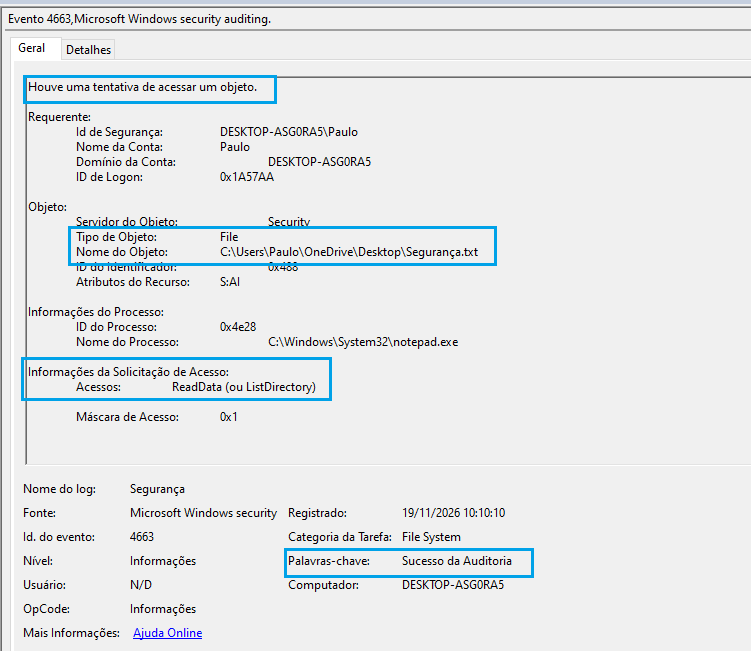 Evento 4663,Microsoft Windows security auditing.
Geral Detalhes
Houve uma tentativa de acessar um objeto.
Requerente:
Id de Segurança: DESKTOP-ASG0RA5\Paulo
Nome da Conta: Paulo
Domínio da Conta: DESKTOP-ASG0RA5
ID de Logon: 0x1A57AA
Objeto:
Servidor do Objeto: Security
Tipo de Objeto: File
Nome do Objeto: C:\Users\Paulo\OneDrive\Desktop\Segurança.txt
ID do Identificador: 0x488
Atributos do Recurso: S:AI
Informações do Processo:
ID do Processo: 0x4e28
Nome do Processo: C:\Windows\System32\notepad.exe
Informações da Solicitação de Acesso:
Acessos: ReadData (ou ListDirectory)
Máscara de Acesso: 0x1
Nome do log: Segurança
Fonte: Microsoft Windows security Registrado: 19/11/2026 10:10:10
Id. do evento: 4663 Categoria da Tarefa: File System
Nível: Informações Palavras-chave: Sucesso da Auditoria
Usuário: N/D Computador: DESKTOP-ASG0RA5
OpCode: Informações
Mais Informações: Ajuda Online